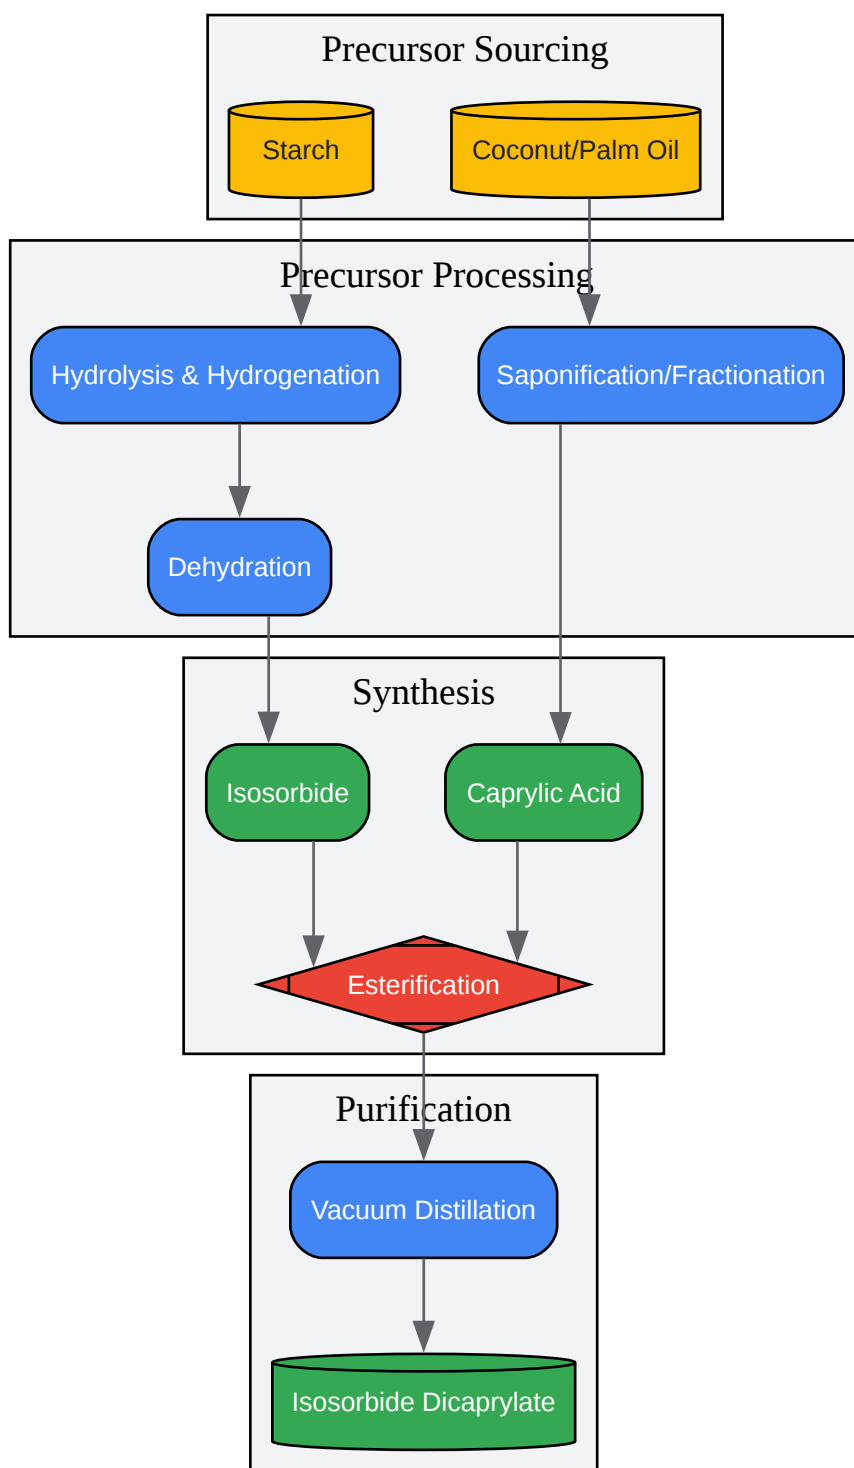 Precursor Sourcing
Starch
Coconut/Palm Oil
Precursor Processing
Hydrolysis & Hydrogenation
Saponification/Fractionation
Dehydration
Synthesis
Isosorbide
Caprylic Acid
Esterification
Purification
Vacuum Distillation
Isosorbide Dicaprylate